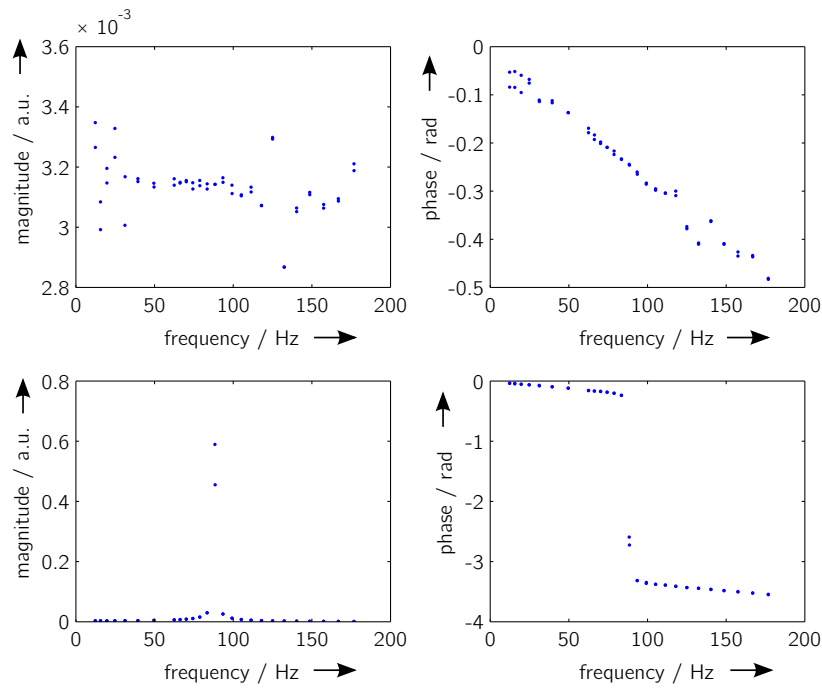 × 10⁻³
3.6
3.4
3.2
3
2.8
magnitude / a.u.
0 50 100 150 200
frequency / Hz
0
-0.1
-0.2
-0.3
-0.4
-0.5
phase / rad
0 50 100 150 200
frequency / Hz
0.8
0.6
0.4
0.2
0
magnitude / a.u.
0 50 100 150 200
frequency / Hz
0
-1
-2
-3
-4
phase / rad
0 50 100 150 200
frequency / Hz